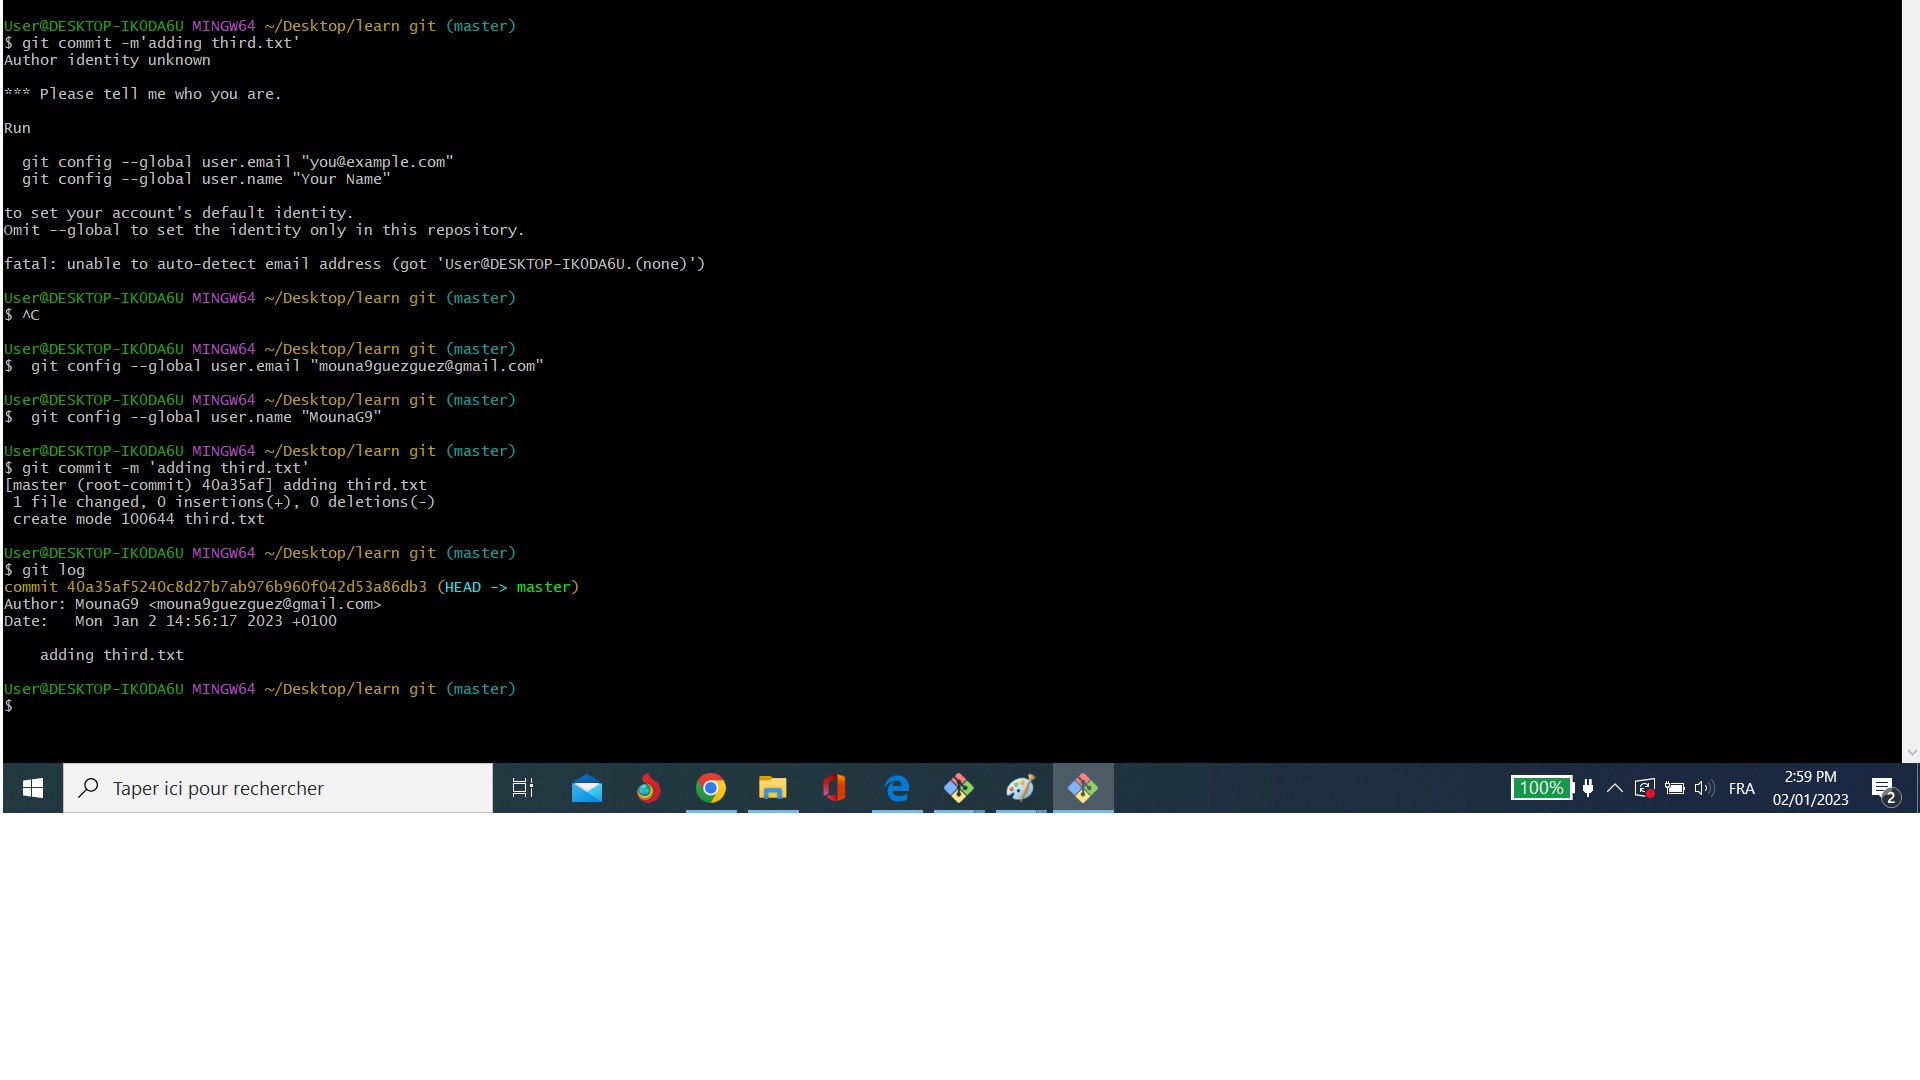 User@DESKTOP-IKODA6U MINGW64 ~/Desktop/learn git (master)
$ git commit -m'adding third.txt'
Author identity unknown
*** Please tell me who you are.
Run
  git config --global user.email "you@example.com"
  git config --global user.name "Your Name"
to set your account's default identity.
Omit --global to set the identity only in this repository.
fatal: unable to auto-detect email address (got 'User@DESKTOP-IKODA6U.(none)')
User@DESKTOP-IKODA6U MINGW64 ~/Desktop/learn git (master)
$ ^C
User@DESKTOP-IKODA6U MINGW64 ~/Desktop/learn git (master)
$  git config --global user.email "mouna9guezguez@gmail.com"
User@DESKTOP-IKODA6U MINGW64 ~/Desktop/learn git (master)
$  git config --global user.name "MounaG9"
User@DESKTOP-IKODA6U MINGW64 ~/Desktop/learn git (master)
$ git commit -m 'adding third.txt'
[master (root-commit) 40a35af] adding third.txt
 1 file changed, 0 insertions(+), 0 deletions(-)
 create mode 100644 third.txt
User@DESKTOP-IKODA6U MINGW64 ~/Desktop/learn git (master)
$ git log
commit 40a35af5240c8d27b7ab976b960f042d53a86db3 (HEAD -> master)
Author: MounaG9 <mouna9guezguez@gmail.com>
Date:   Mon Jan 2 14:56:17 2023 +0100
    adding third.txt
User@DESKTOP-IKODA6U MINGW64 ~/Desktop/learn git (master)
$
Taper ici pour rechercher
100%
FRA
2:59 PM
02/01/2023
2